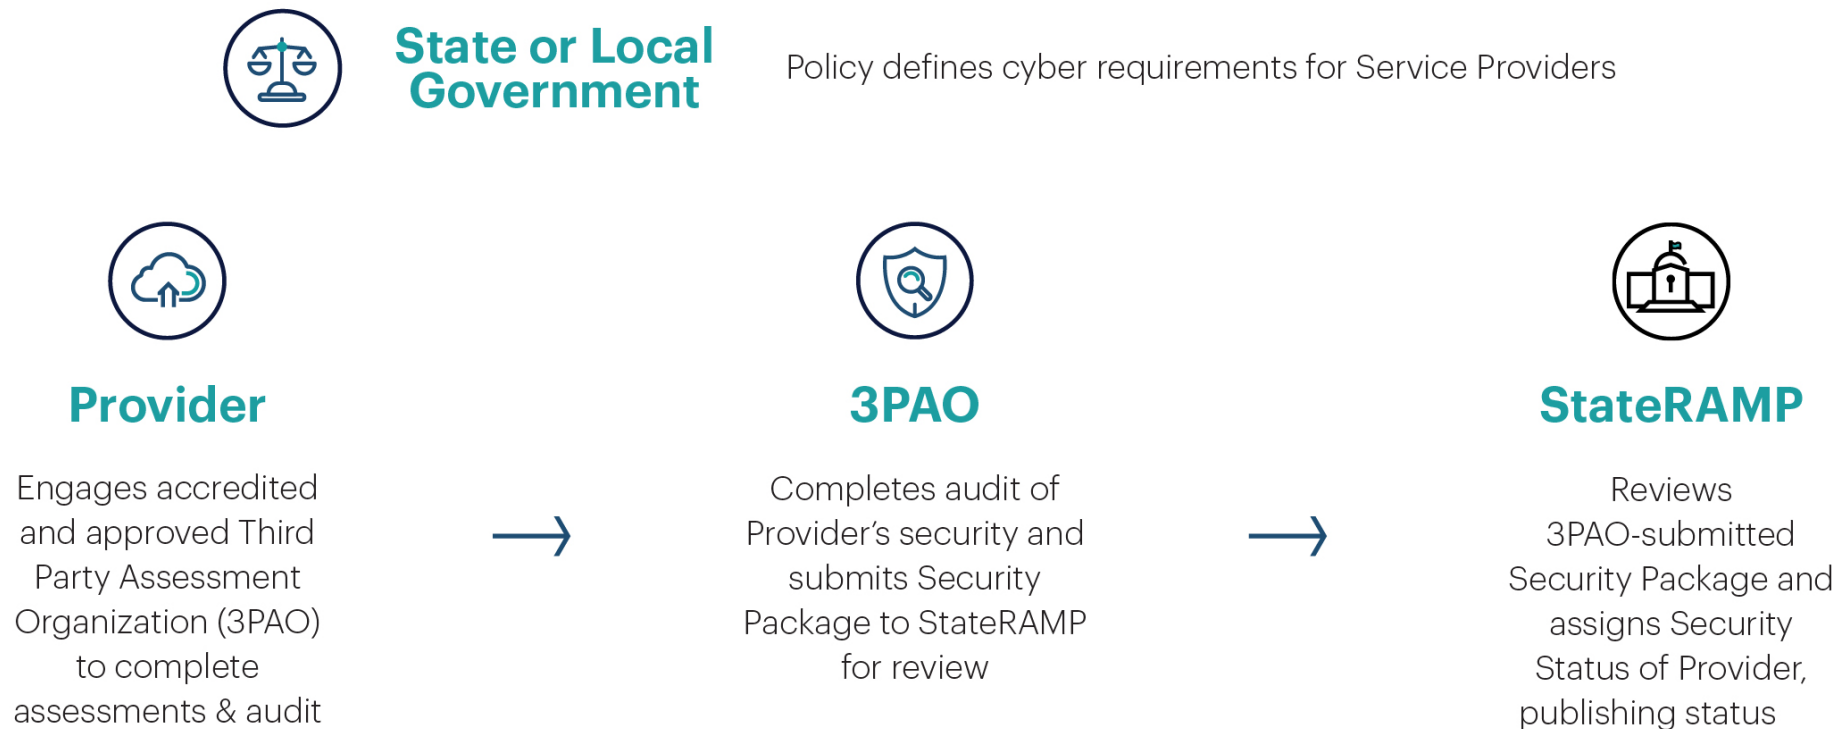 State or Local
Government
Policy defines cyber requirements for Service Providers
Provider
Engages accredited
and approved Third
Party Assessment
Organization (3PAO)
to complete
assessments & audit
3PAO
Completes audit of
Provider’s security and
submits Security
Package to StateRAMP
for review
StateRAMP
Reviews
3PAO-submitted
Security Package and
assigns Security
Status of Provider,
publishing status